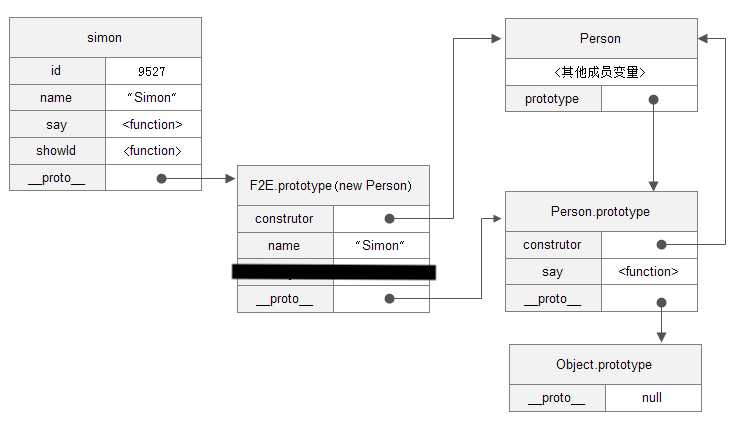 simon
id 9527
name “Simon“
say <function>
showId <function>
__proto__
F2E.prototype(new Person)
construtor
name “Simon“
__proto__
Person
<其他成员变量>
prototype
Person.prototype
construtor
say <function>
__proto__
Object.prototype
__proto__ null